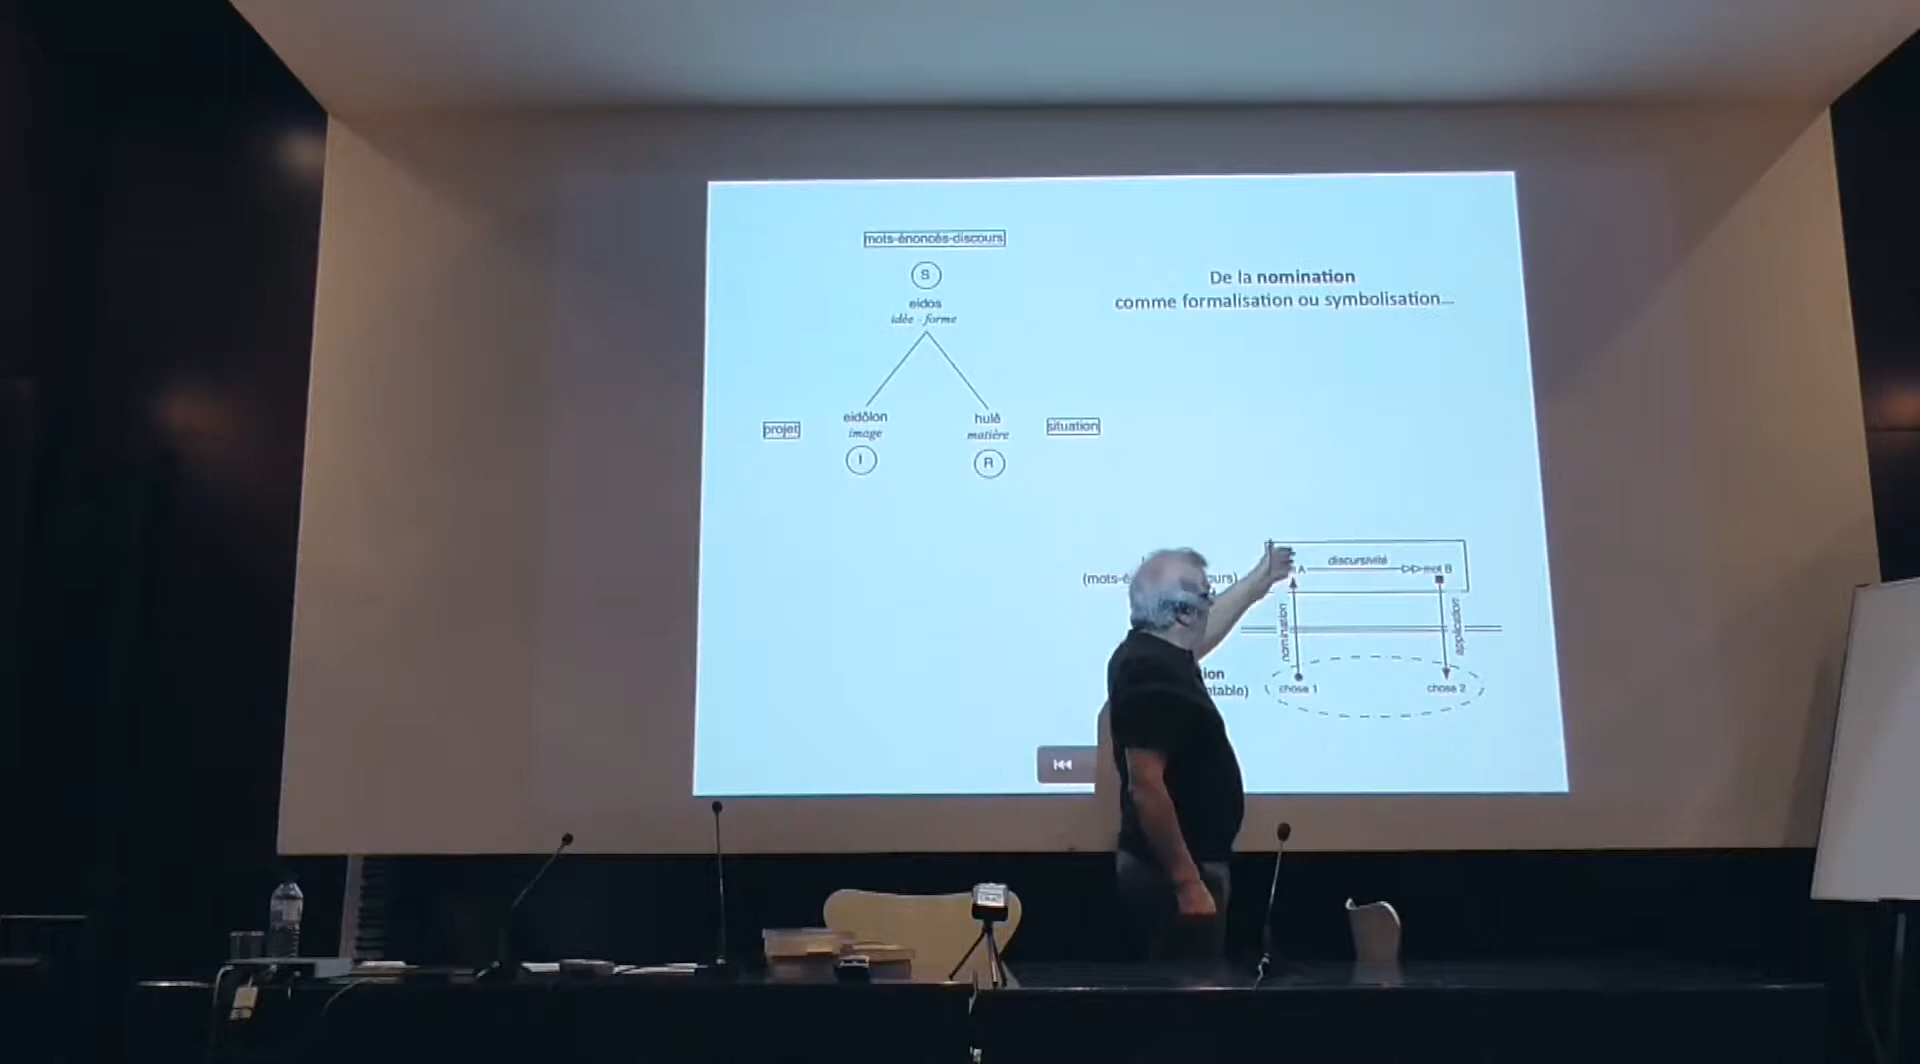 mots-énoncés-discours
S
eidos
idée - forme
De la nomination
comme formalisation ou symbolisation...
projet
eidôlon
image
I
hulê
matière
R
situation
discursivité
A
mot B
nomination
application
chose 1
chose 2